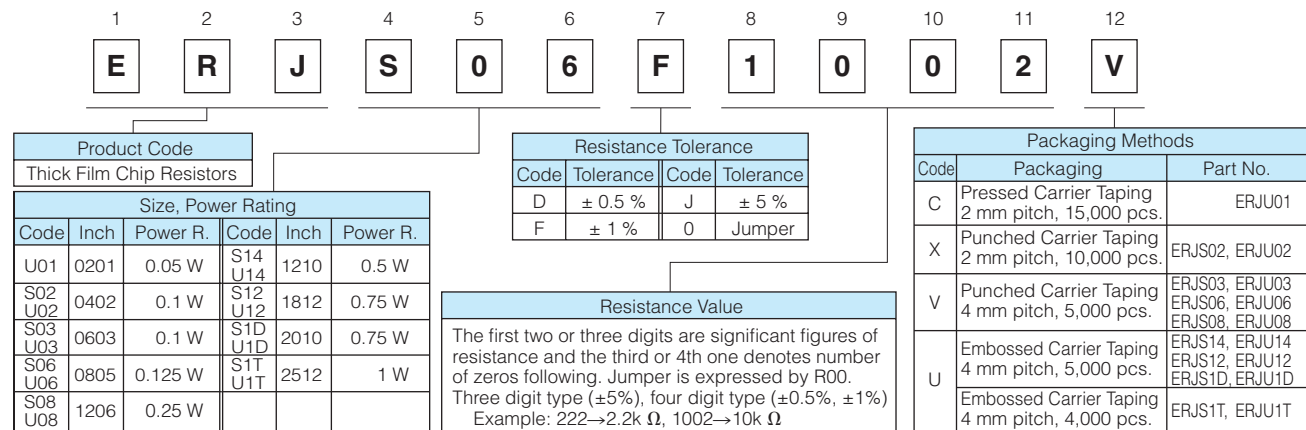 1 2 3 4 5 6 7 8 9 10 11 12
E R J S 0 6 F 1 0 0 2 V
Product Code
Thick Film Chip Resistors
Size, Power Rating
Code Inch Power R. Code Inch Power R.
U01 0201 0.05 W S14 U14 1210 0.5 W
S02 U02 0402 0.1 W S12 U12 1812 0.75 W
S03 U03 0603 0.1 W S1D U1D 2010 0.75 W
S06 U06 0805 0.125 W S1T U1T 2512 1 W
S08 U08 1206 0.25 W
Resistance Tolerance
Code Tolerance Code Tolerance
D ± 0.5 % J ± 5 %
F ± 1 % 0 Jumper
Resistance Value
The first two or three digits are significant figures of
resistance and the third or 4th one denotes number
of zeros following. Jumper is expressed by R00.
Three digit type (±5%), four digit type (±0.5%, ±1%)
Example: 222→2.2k Ω, 1002→10k Ω
Packaging Methods
Code Packaging Part No.
C Pressed Carrier Taping ERJU01
2 mm pitch, 15,000 pcs.
X Punched Carrier Taping ERJS02, ERJU02
2 mm pitch, 10,000 pcs.
V Punched Carrier Taping
4 mm pitch, 5,000 pcs.
ERJS03, ERJU03
ERJS06, ERJU06
ERJS08, ERJU08
U Embossed Carrier Taping
4 mm pitch, 5,000 pcs.
ERJS14, ERJU14
ERJS12, ERJU12
ERJS1D, ERJU1D
Embossed Carrier Taping
4 mm pitch, 4,000 pcs.
ERJS1T, ERJU1T